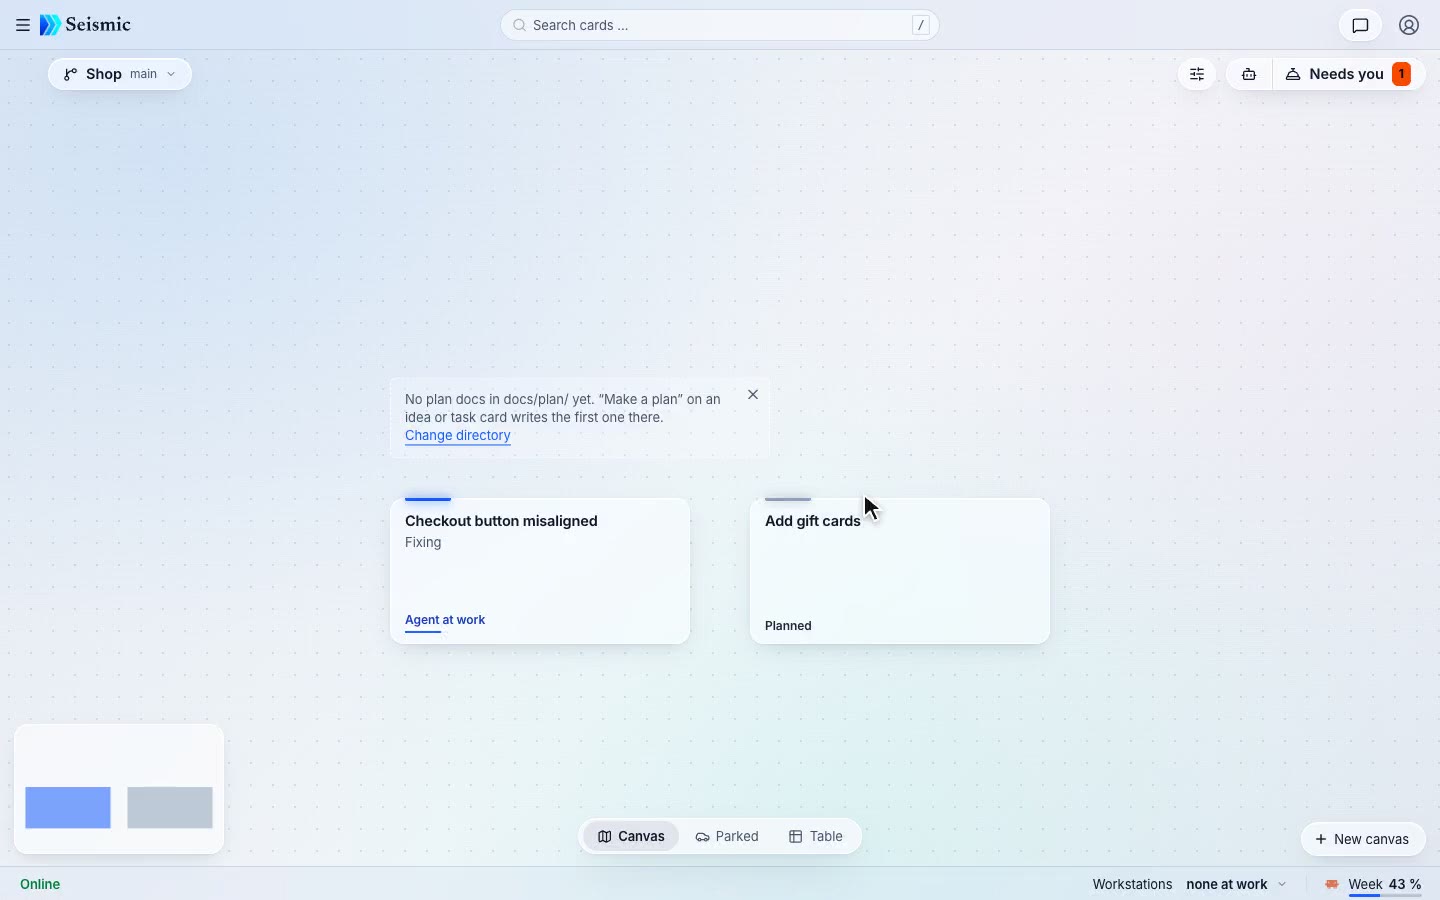 Seismic
Search cards ...
/
Shop main
Needs you 1
No plan docs in docs/plan/ yet. “Make a plan” on an
idea or task card writes the first one there.
Change directory
Checkout button misaligned
Fixing
Agent at work
Add gift cards
Planned
Canvas
Parked
Table
New canvas
Online
Workstations none at work
Week 43 %